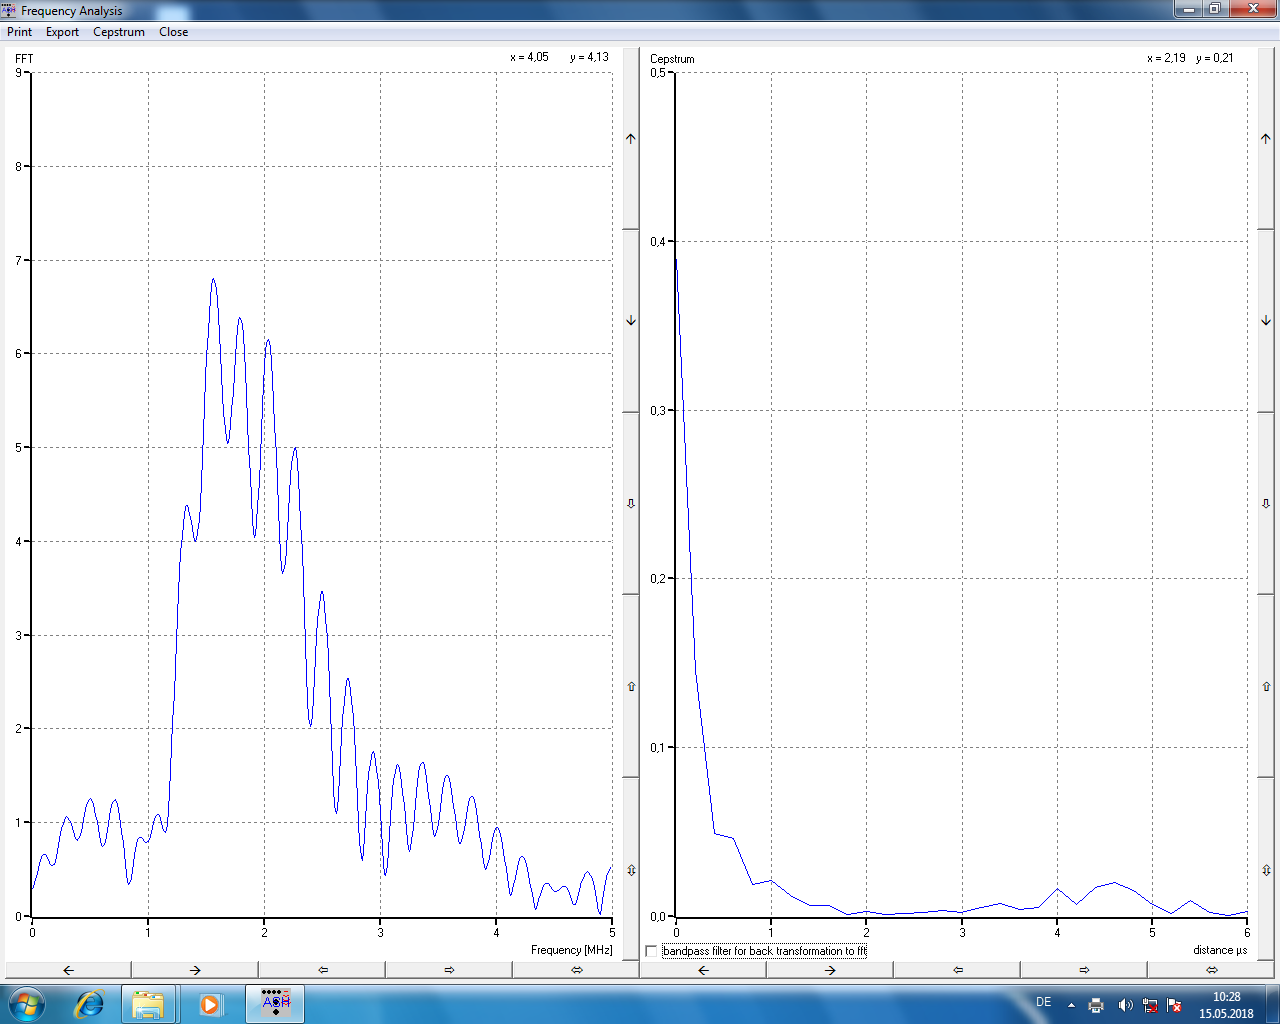 Frequency Analysis
Print Export Cepstrum Close
FFT x = 4,05 y = 4,13
9
8
7
6
5
4
3
2
1
0
0 1 2 3 4 5
Frequency [MHz]
Cepstrum x = 2,19 y = 0,21
0,5
0,4
0,3
0,2
0,1
0,0
0 1 2 3 4 5 6
bandpass filter for back transformation to fft distance µs
DE 10:28
15.05.2018